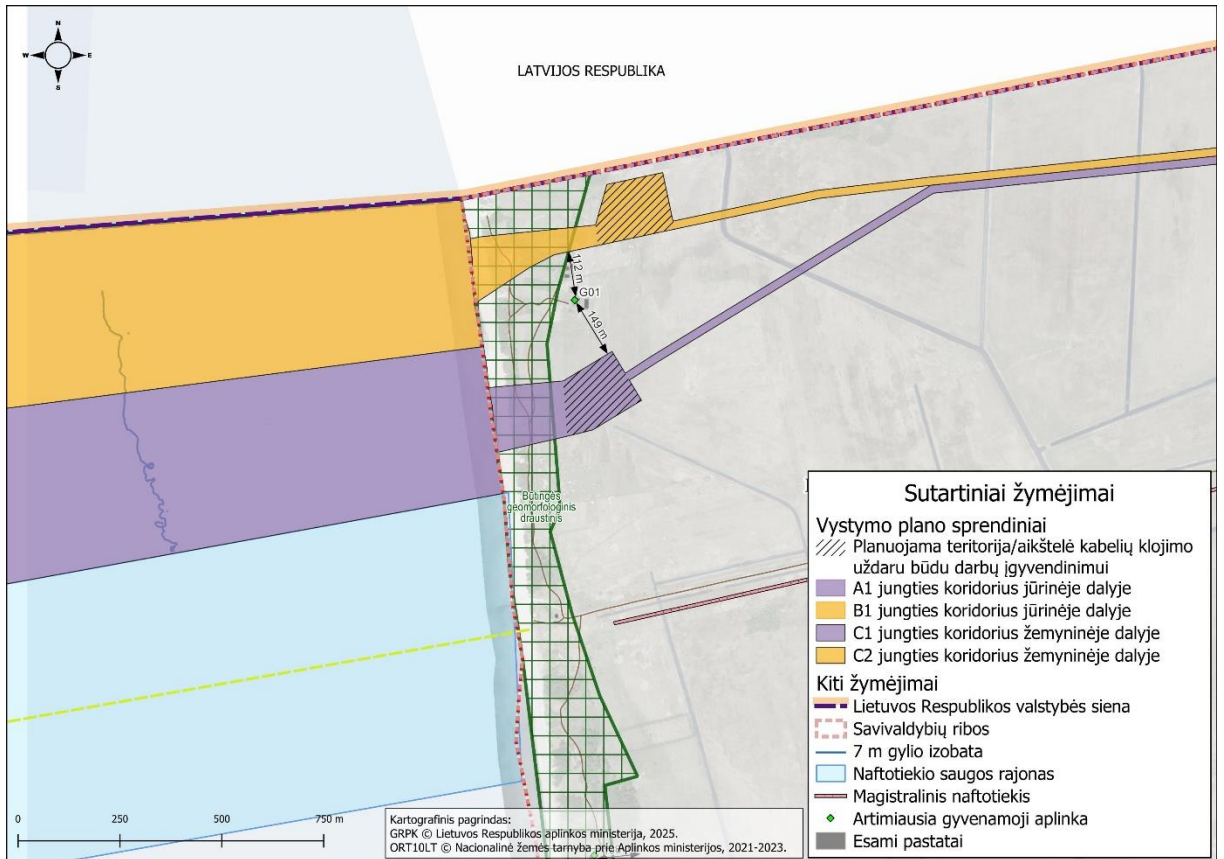 N
W E
S
LATVIJOS RESPUBLIKA
112 m
G01
149 m
Būtingės
geomorfologinis
draustinis
Sutartiniai žymėjimai
Vystymo plano sprendiniai
Planuojama teritorija/aikštelė kabelių klojimo
uždaru būdu darbų įgyvendinimui
A1 jungties koridorius jūrinėje dalyje
B1 jungties koridorius jūrinėje dalyje
C1 jungties koridorius žemyninėje dalyje
C2 jungties koridorius žemyninėje dalyje
Kiti žymėjimai
Lietuvos Respublikos valstybės siena
Savivaldybių ribos
7 m gylio izobata
Naftotiekio saugos rajonas
Magistralinis naftotiekis
Artimiausia gyvenamoji aplinka
Esami pastatai
0 250 500 750 m
Kartografinis pagrindas:
GRPK © Lietuvos Respublikos aplinkos ministerija, 2025.
ORT10LT © Nacionalinė žemės tarnyba prie Aplinkos ministerijos, 2021-2023.